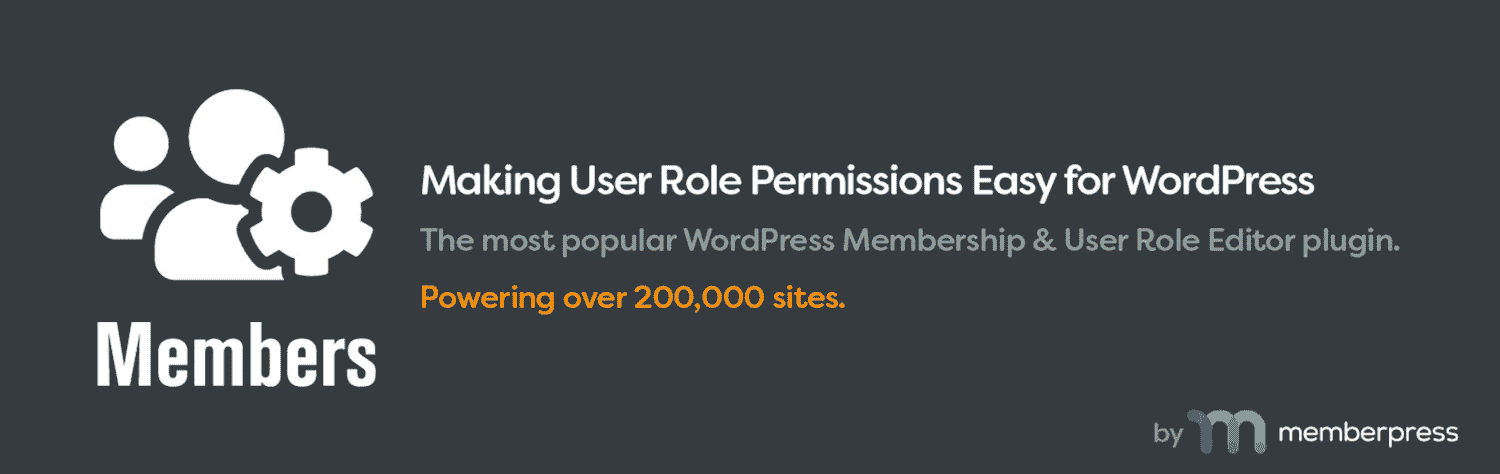 Making User Role Permissions Easy for WordPress
The most popular WordPress Membership & User Role Editor plugin.
Powering over 200,000 sites.
Members
by m memberpress